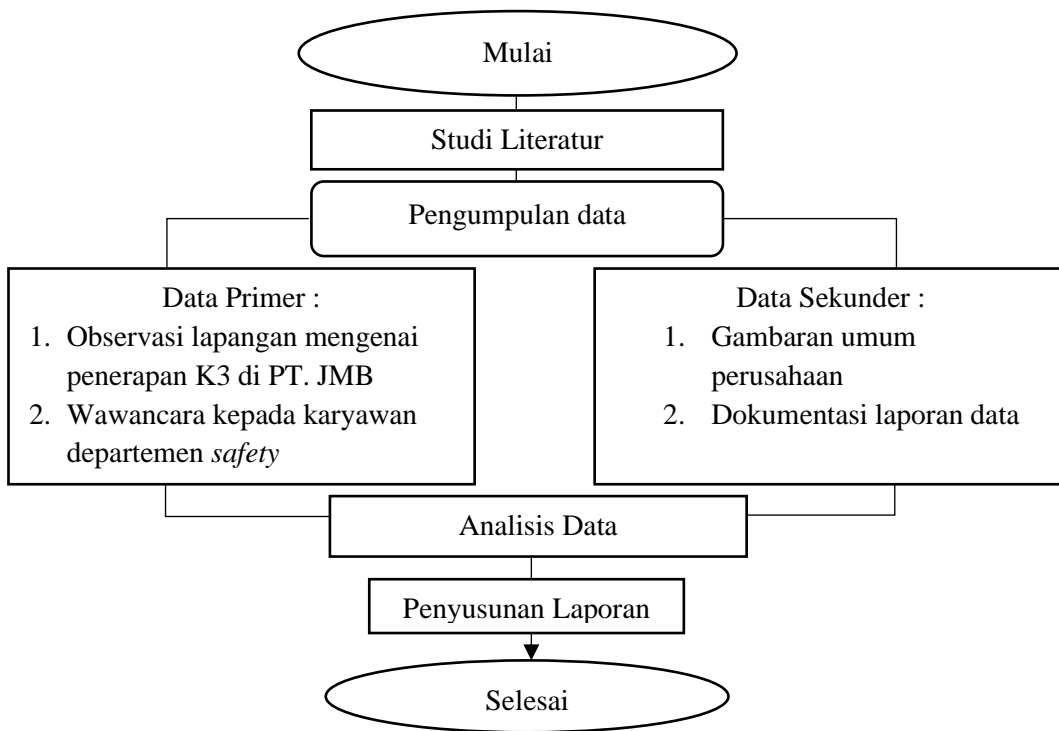 Mulai
Studi Literatur
Pengumpulan data
Data Primer :
1. Observasi lapangan mengenai
penerapan K3 di PT. JMB
2. Wawancara kepada karyawan
departemen safety
Data Sekunder :
1. Gambaran umum
perusahaan
2. Dokumentasi laporan data
Analisis Data
Penyusunan Laporan
Selesai